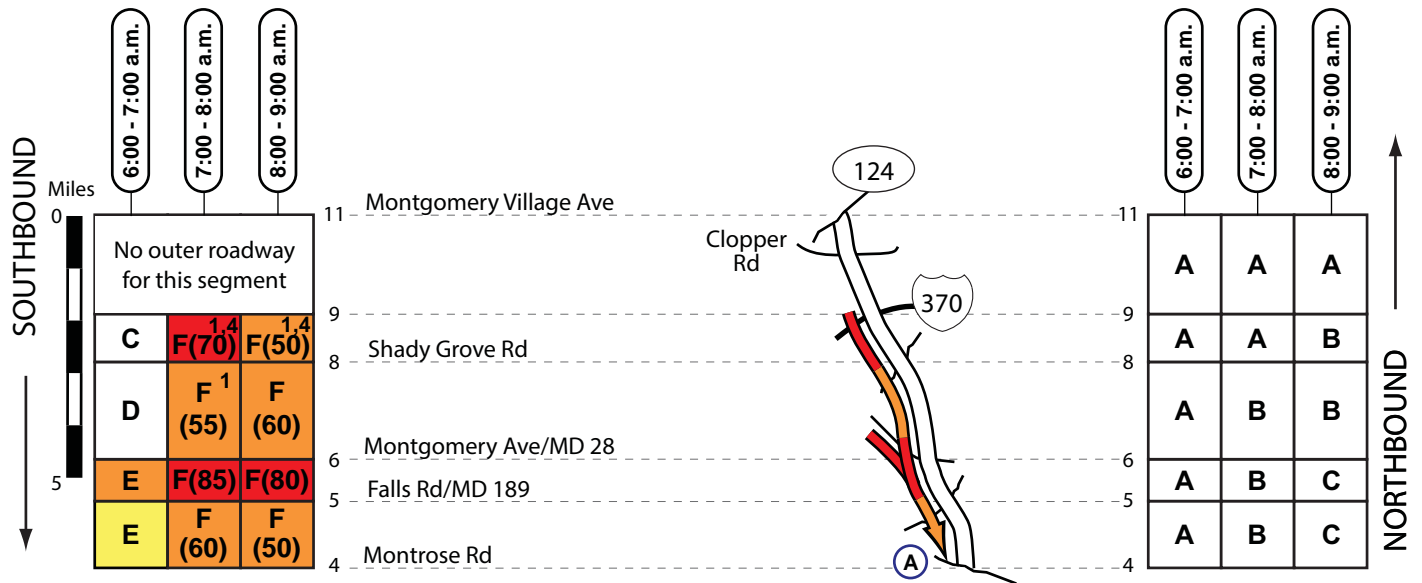 SOUTHBOUND
Miles
0
5
6:00 - 7:00 a.m.
7:00 - 8:00 a.m.
8:00 - 9:00 a.m.
No outer roadway
for this segment
C
F(70) 1,4
F(50) 1,4
D
F 1
(55)
F
(60)
E
F(85)
F(80)
E
F
(60)
F
(50)
11 Montgomery Village Ave 11
9 9
Shady Grove Rd
8 8
Montgomery Ave/MD 28
6 6
Falls Rd/MD 189
5 5
Montrose Rd
4 4
124
Clopper
Rd
370
A
6:00 - 7:00 a.m.
7:00 - 8:00 a.m.
8:00 - 9:00 a.m.
A A A
A A B
A B B
A B C
A B C
NORTHBOUND